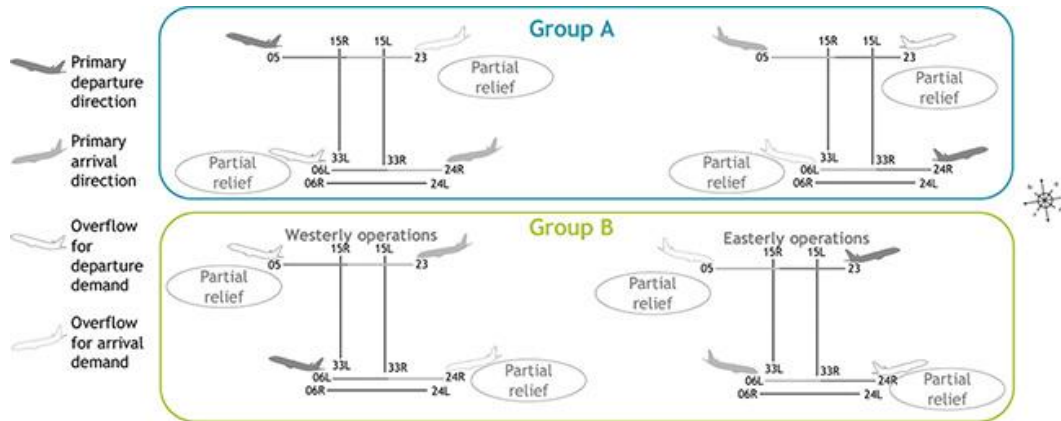 Group A
Primary
departure
direction
Primary
arrival
direction
Overflow
for
departure
demand
Overflow
for arrival
demand
15R 15L
05 23
Partial
relief
Partial
relief
33L 33R
06L 24R
06R 24L
15R 15L
05 23
Partial
relief
Partial
relief
33L 33R
06L 24R
06R 24L
Group B
Westerly operations
15R 15L
05 23
Partial
relief
33L 33R
06L 24R
06R 24L
Partial
relief
Easterly operations
15R 15L
05 23
Partial
relief
33L 33R
06L 24R
06R 24L
Partial
relief